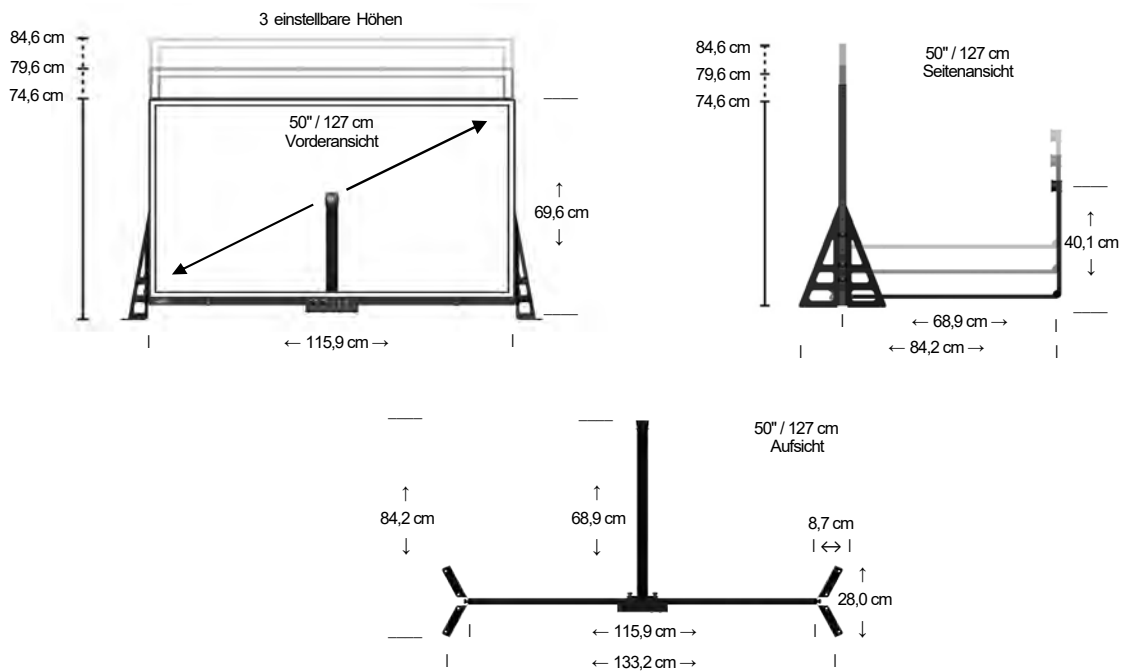 3 einstellbare Höhen
84,6 cm
79,6 cm
74,6 cm
50" / 127 cm
Vorderansicht
↑
69,6 cm
↓
← 115,9 cm →
84,6 cm
79,6 cm
74,6 cm
50" / 127 cm
Seitenansicht
↑
40,1 cm
↓
← 68,9 cm →
← 84,2 cm →
50" / 127 cm
Aufsicht
↑
84,2 cm
↓
↑
68,9 cm
↓
8,7 cm
↔
↑
28,0 cm
↓
← 115,9 cm →
← 133,2 cm →